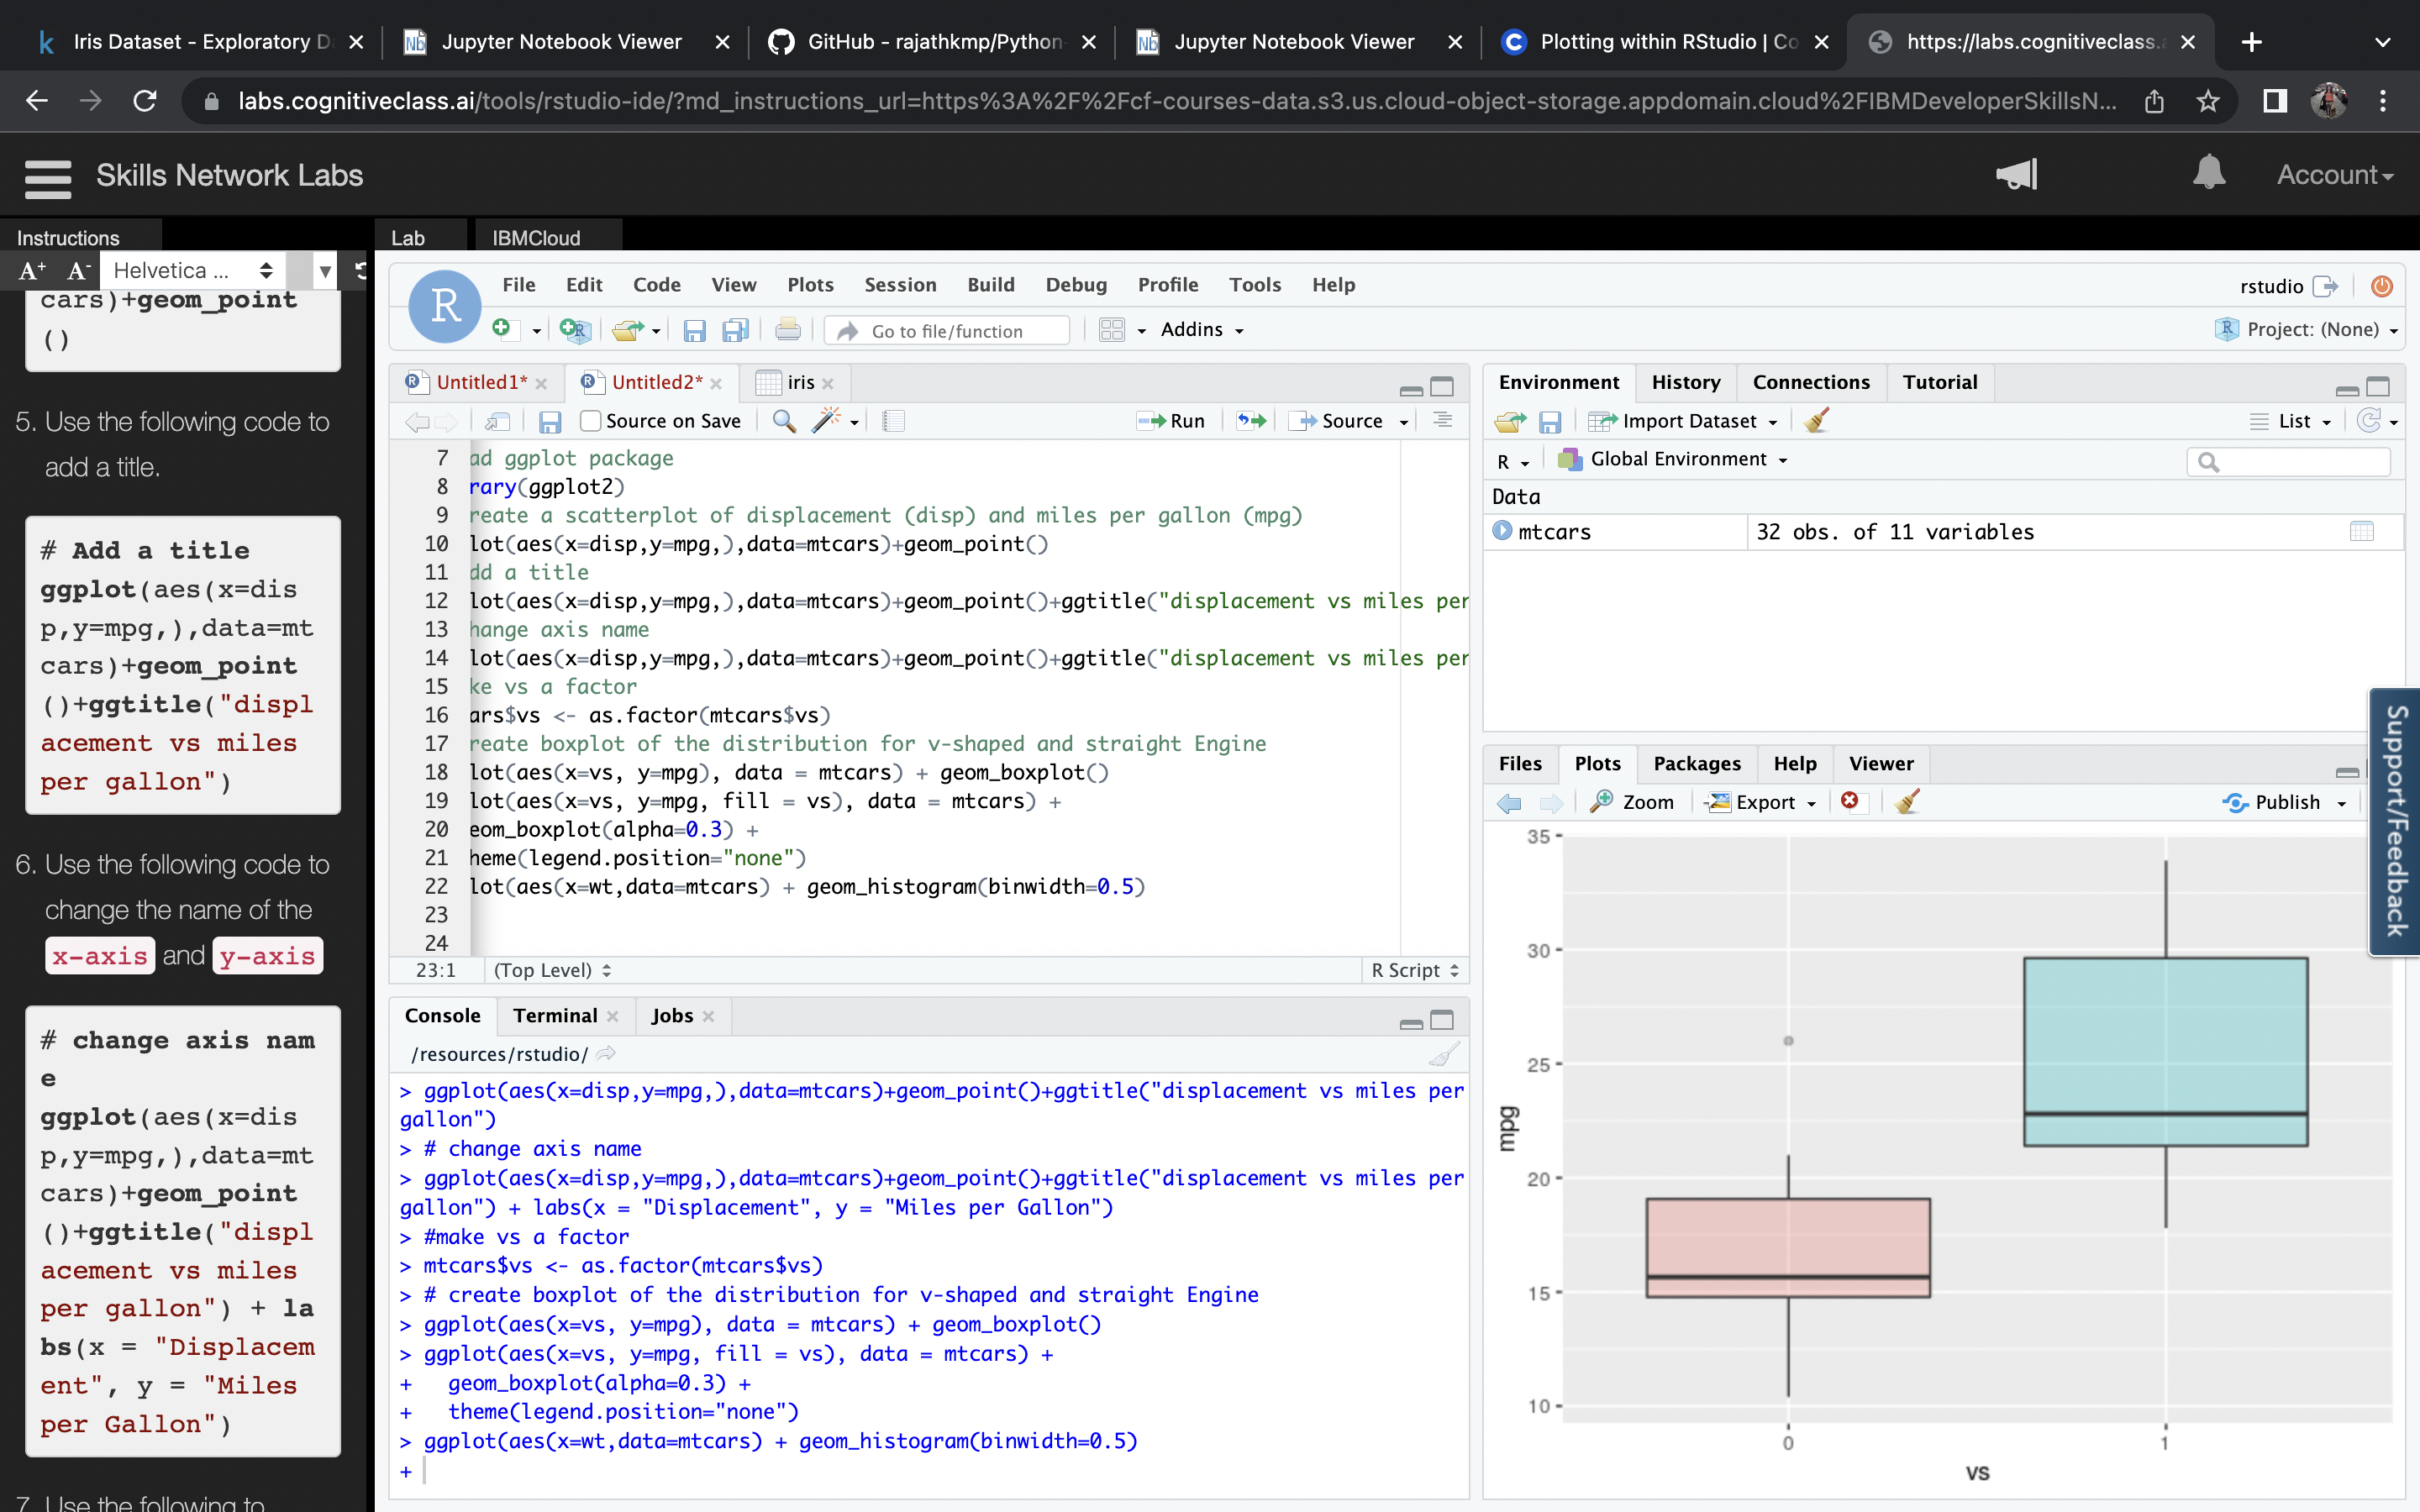 Iris Dataset - Exploratory D
Jupyter Notebook Viewer
GitHub - rajathkmp/Python-
Jupyter Notebook Viewer
Plotting within RStudio | Co
https://labs.cognitiveclass.a
labs.cognitiveclass.ai/tools/rstudio-ide/?md_instructions_url=https%3A%2F%2Fcf-courses-data.s3.us.cloud-object-storage.appdomain.cloud%2FIBMDeveloperSkillsN...
Skills Network Labs
Account
Instructions
Lab
IBMCloud
A+ A- Helvetica ...
cars)+geom_point
()
5. Use the following code to
add a title.
# Add a title
ggplot(aes(x=dis
p,y=mpg,),data=mt
cars)+geom_point
()+ggtitle("displ
acement vs miles
per gallon")
6. Use the following code to
change the name of the
x-axis and y-axis
# change axis nam
e
ggplot(aes(x=dis
p,y=mpg,),data=mt
cars)+geom_point
()+ggtitle("displ
acement vs miles
per gallon") + la
bs(x = "Displacem
ent", y = "Miles
per Gallon")
7. Use the following to
R File Edit Code View Plots Session Build Debug Profile Tools Help
rstudio
Go to file/function
Addins
Project: (None)
Untitled1* Untitled2* iris
Source on Save Run Source
7 ad ggplot package
8 rary(ggplot2)
9 reate a scatterplot of displacement (disp) and miles per gallon (mpg)
10 lot(aes(x=disp,y=mpg,),data=mtcars)+geom_point()
11 dd a title
12 lot(aes(x=disp,y=mpg,),data=mtcars)+geom_point()+ggtitle("displacement vs miles per
13 hange axis name
14 lot(aes(x=disp,y=mpg,),data=mtcars)+geom_point()+ggtitle("displacement vs miles per
15 ke vs a factor
16 ars$vs <- as.factor(mtcars$vs)
17 reate boxplot of the distribution for v-shaped and straight Engine
18 lot(aes(x=vs, y=mpg), data = mtcars) + geom_boxplot()
19 lot(aes(x=vs, y=mpg, fill = vs), data = mtcars) +
20 eom_boxplot(alpha=0.3) +
21 heme(legend.position="none")
22 lot(aes(x=wt,data=mtcars) + geom_histogram(binwidth=0.5)
23
24
23:1 (Top Level) R Script
Console Terminal Jobs
/resources/rstudio/
> ggplot(aes(x=disp,y=mpg,),data=mtcars)+geom_point()+ggtitle("displacement vs miles per
gallon")
> # change axis name
> ggplot(aes(x=disp,y=mpg,),data=mtcars)+geom_point()+ggtitle("displacement vs miles per
gallon") + labs(x = "Displacement", y = "Miles per Gallon")
> #make vs a factor
> mtcars$vs <- as.factor(mtcars$vs)
> # create boxplot of the distribution for v-shaped and straight Engine
> ggplot(aes(x=vs, y=mpg), data = mtcars) + geom_boxplot()
> ggplot(aes(x=vs, y=mpg, fill = vs), data = mtcars) +
+   geom_boxplot(alpha=0.3) +
+   theme(legend.position="none")
> ggplot(aes(x=wt,data=mtcars) + geom_histogram(binwidth=0.5)
+
Environment History Connections Tutorial
Import Dataset List
R Global Environment
Data
mtcars 32 obs. of 11 variables
Files Plots Packages Help Viewer
Zoom Export Publish
Support/Feedback
35
30
25
20
15
10
mpg
0 1
vs